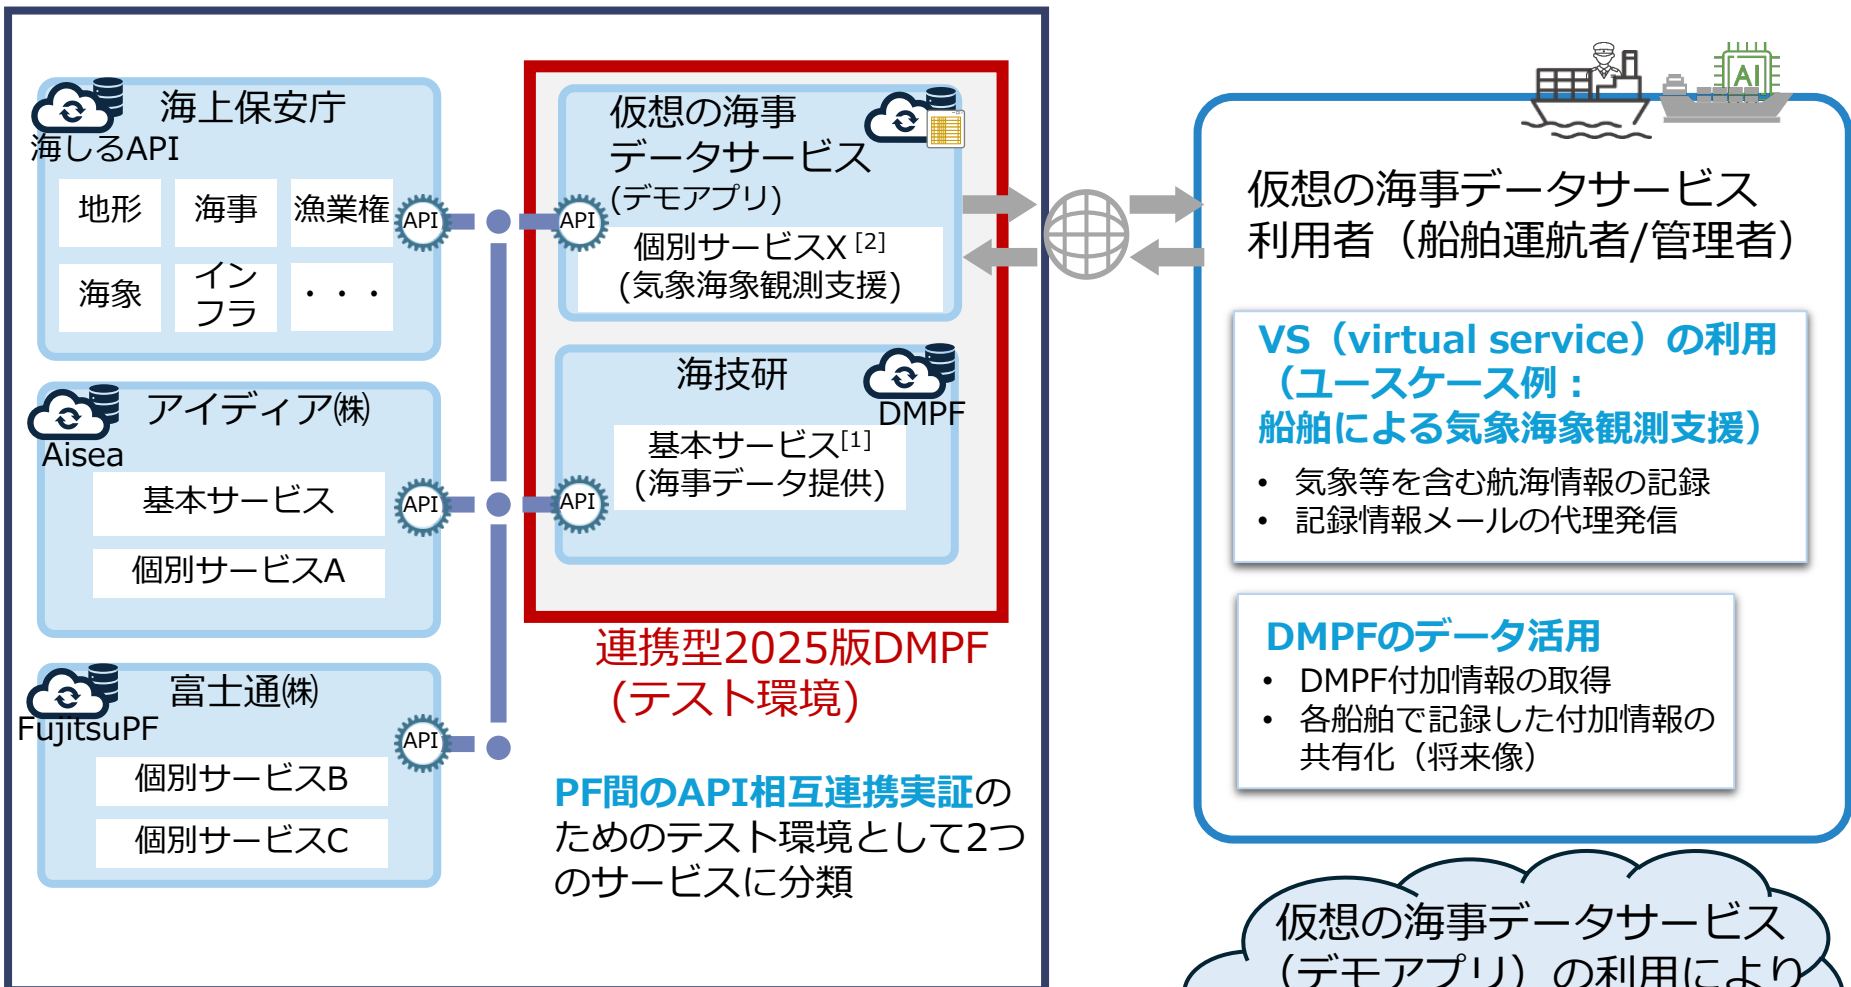 海上保安庁
海しるAPI
地形
海事
漁業権
海象
イン
フラ
・・・
API
アイディア㈱
Aisea
基本サービス
個別サービスA
API
富士通㈱
FujitsuPF
個別サービスB
個別サービスC
API
仮想の海事
データサービス
(デモアプリ)
API
個別サービスX [2]
(気象海象観測支援)
海技研
DMPF
基本サービス[1]
(海事データ提供)
API
連携型2025版DMPF
(テスト環境)
PF間のAPI相互連携実証の
ためのテスト環境として2つ
のサービスに分類
AI
仮想の海事データサービス
利用者（船舶運航者/管理者）
VS（virtual service）の利用
（ユースケース例：
船舶による気象海象観測支援）
• 気象等を含む航海情報の記録
• 記録情報メールの代理発信
DMPFのデータ活用
• DMPF付加情報の取得
• 各船舶で記録した付加情報の
共有化（将来像）
仮想の海事データサービス
（デモアプリ）の利用により